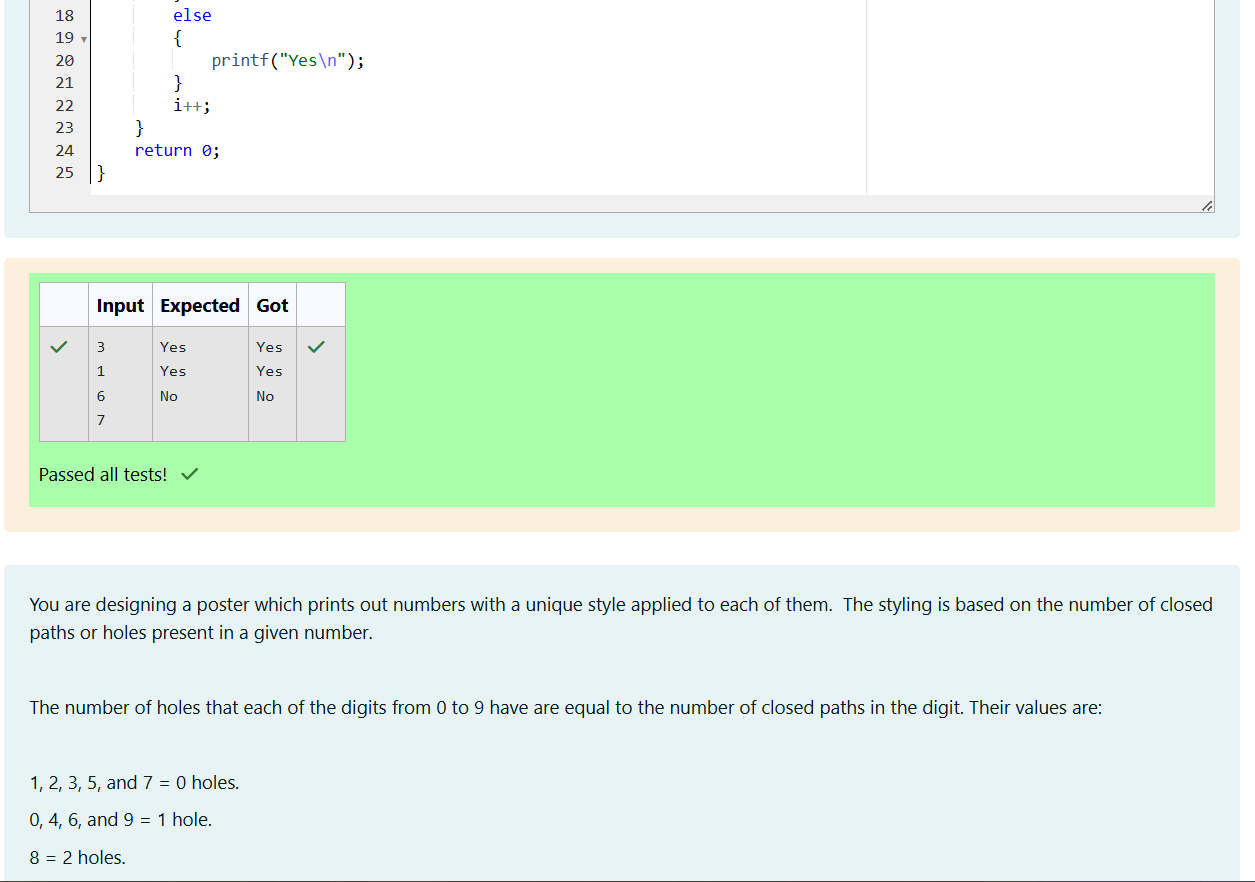 18 else
19 {
20 printf("Yes\n");
21 }
22 i++;
23 }
24 return 0;
25 }
Input Expected Got
3 Yes Yes
1 Yes Yes
6 No No
7
Passed all tests!
You are designing a poster which prints out numbers with a unique style applied to each of them. The styling is based on the number of closed
paths or holes present in a given number.
The number of holes that each of the digits from 0 to 9 have are equal to the number of closed paths in the digit. Their values are:
1, 2, 3, 5, and 7 = 0 holes.
0, 4, 6, and 9 = 1 hole.
8 = 2 holes.